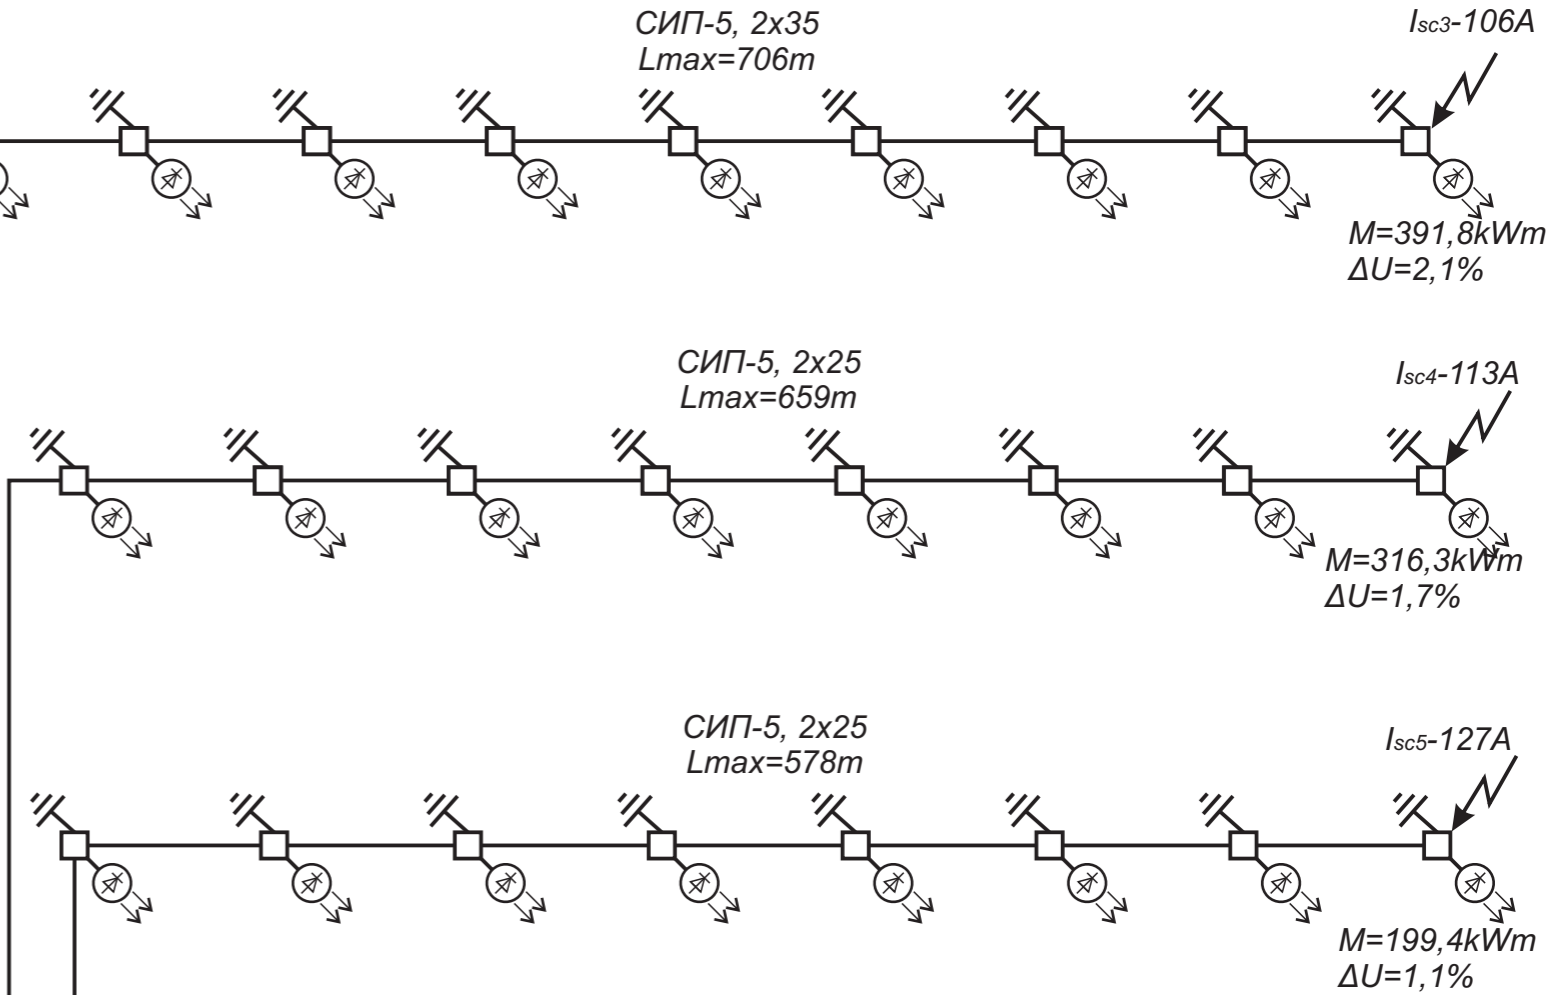 СИП-5, 2x35
Lmax=706m
Isc3-106A
M=391,8kWm
ΔU=2,1%
СИП-5, 2x25
Lmax=659m
Isc4-113A
M=316,3kWm
ΔU=1,7%
СИП-5, 2x25
Lmax=578m
Isc5-127A
M=199,4kWm
ΔU=1,1%